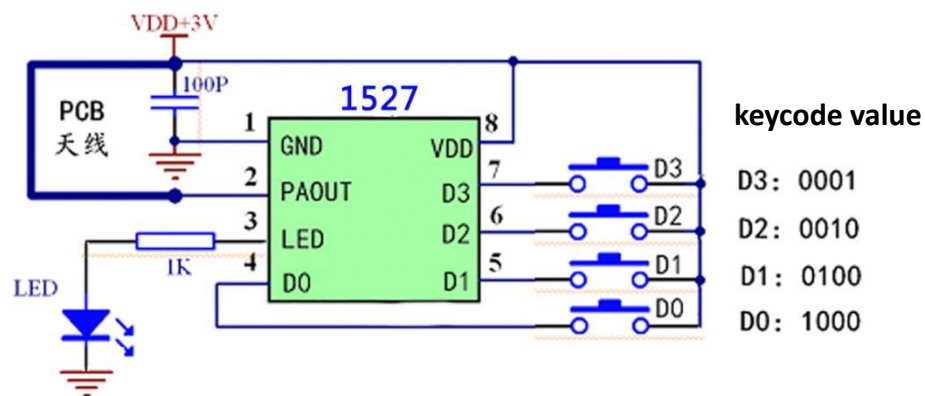 VDD+3V
100P
PCB
天线
1527
1
GND
2
PAOUT
3
LED
4
D0
8
VDD
7
D3
6
D2
5
D1
1K
LED
D3
D2
D1
D0
keycode value
D3: 0001
D2: 0010
D1: 0100
D0: 1000